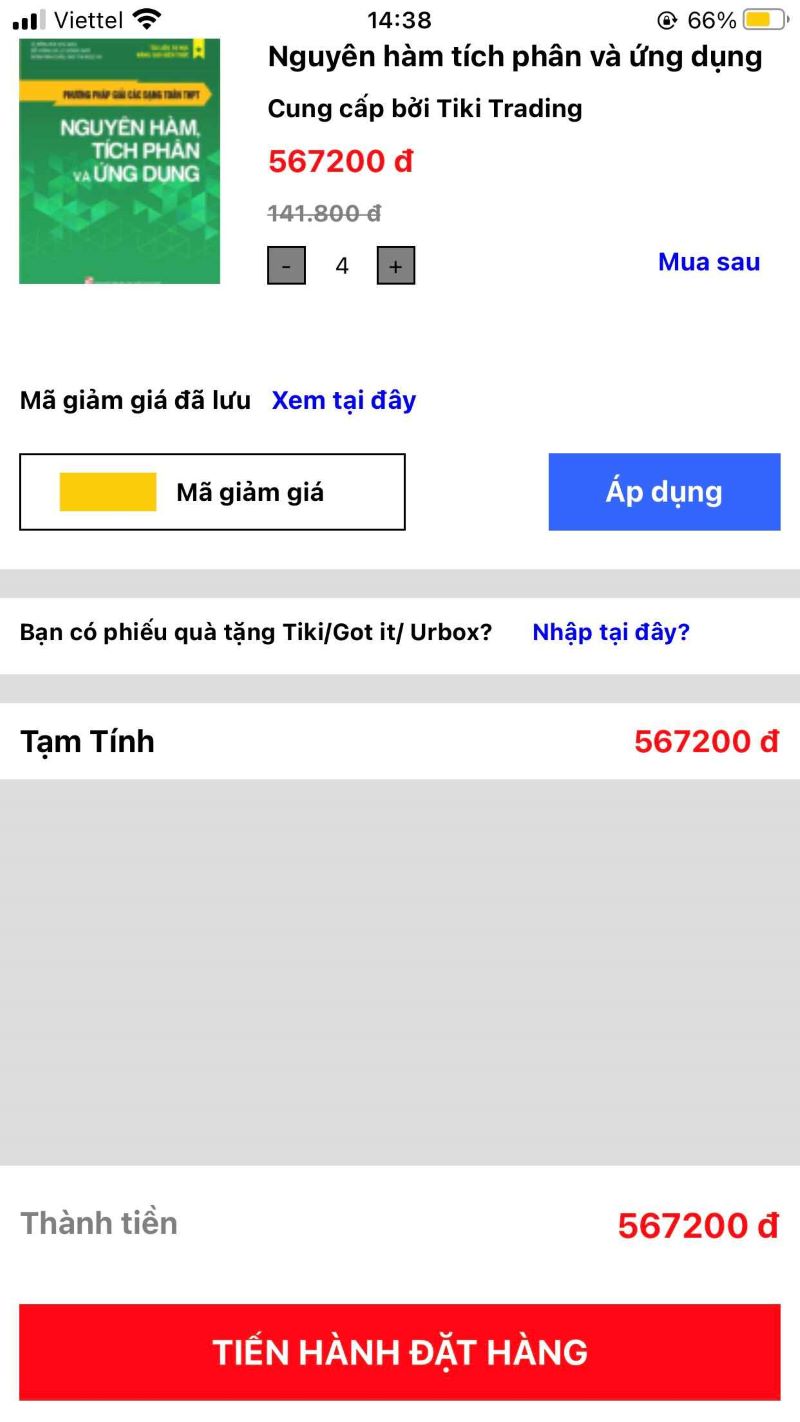 Viettel 14:38 66%
PHƯƠNG PHÁP GIẢI CÁC DẠNG TOÁN THPT
NGUYÊN HÀM,
TÍCH PHÂN
VÀ ỨNG DỤNG
Nguyên hàm tích phân và ứng dụng
Cung cấp bởi Tiki Trading
567200 đ
141.800 đ
- 4 +
Mua sau
Mã giảm giá đã lưu Xem tại đây
Mã giảm giá
Áp dụng
Bạn có phiếu quà tặng Tiki/Got it/ Urbox? Nhập tại đây?
Tạm Tính 567200 đ
Thành tiền 567200 đ
TIẾN HÀNH ĐẶT HÀNG